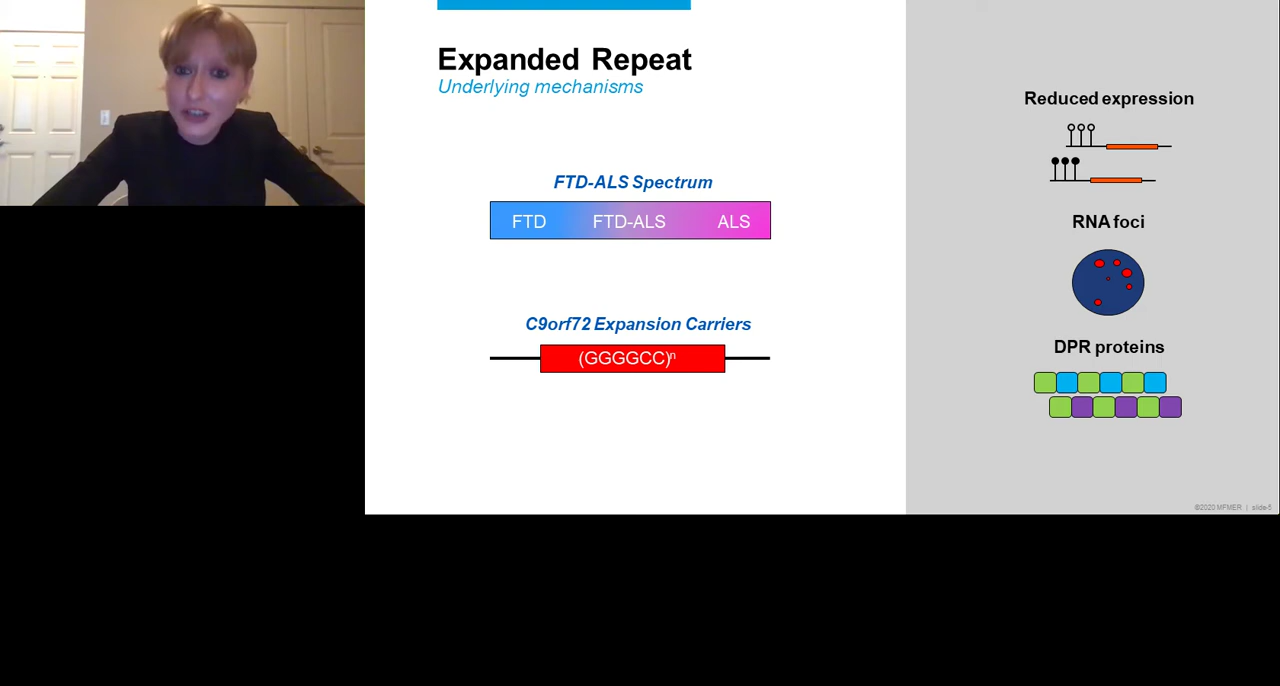 Expanded Repeat
Underlying mechanisms
FTD-ALS Spectrum
FTD FTD-ALS ALS
C9orf72 Expansion Carriers
(GGGGCC)ⁿ
Reduced expression
RNA foci
DPR proteins
©2020 MFMER | slide-5